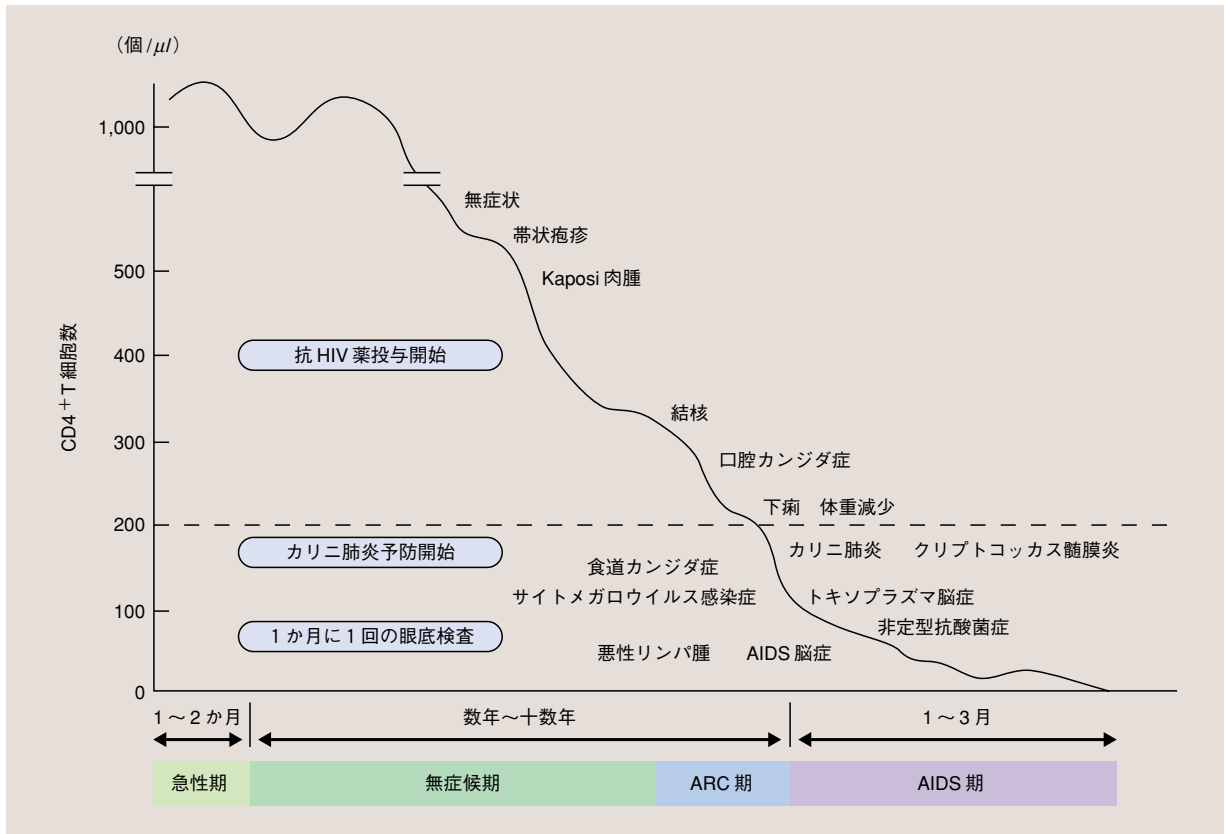 （個/μl）
1,000
500
400
300
200
100
0
CD4＋T 細胞数
無症状
帯状疱疹
Kaposi 肉腫
抗 HIV 薬投与開始
結核
口腔カンジダ症
下痢　体重減少
カリニ肺炎予防開始
カリニ肺炎　クリプトコッカス髄膜炎
食道カンジダ症
サイトメガロウイルス感染症
トキソプラズマ脳症
非定型抗酸菌症
1 か月に 1 回の眼底検査
悪性リンパ腫　AIDS 脳症
1 〜 2 か月　数年〜十数年　1 〜 3 月
急性期　無症候期　ARC 期　AIDS 期